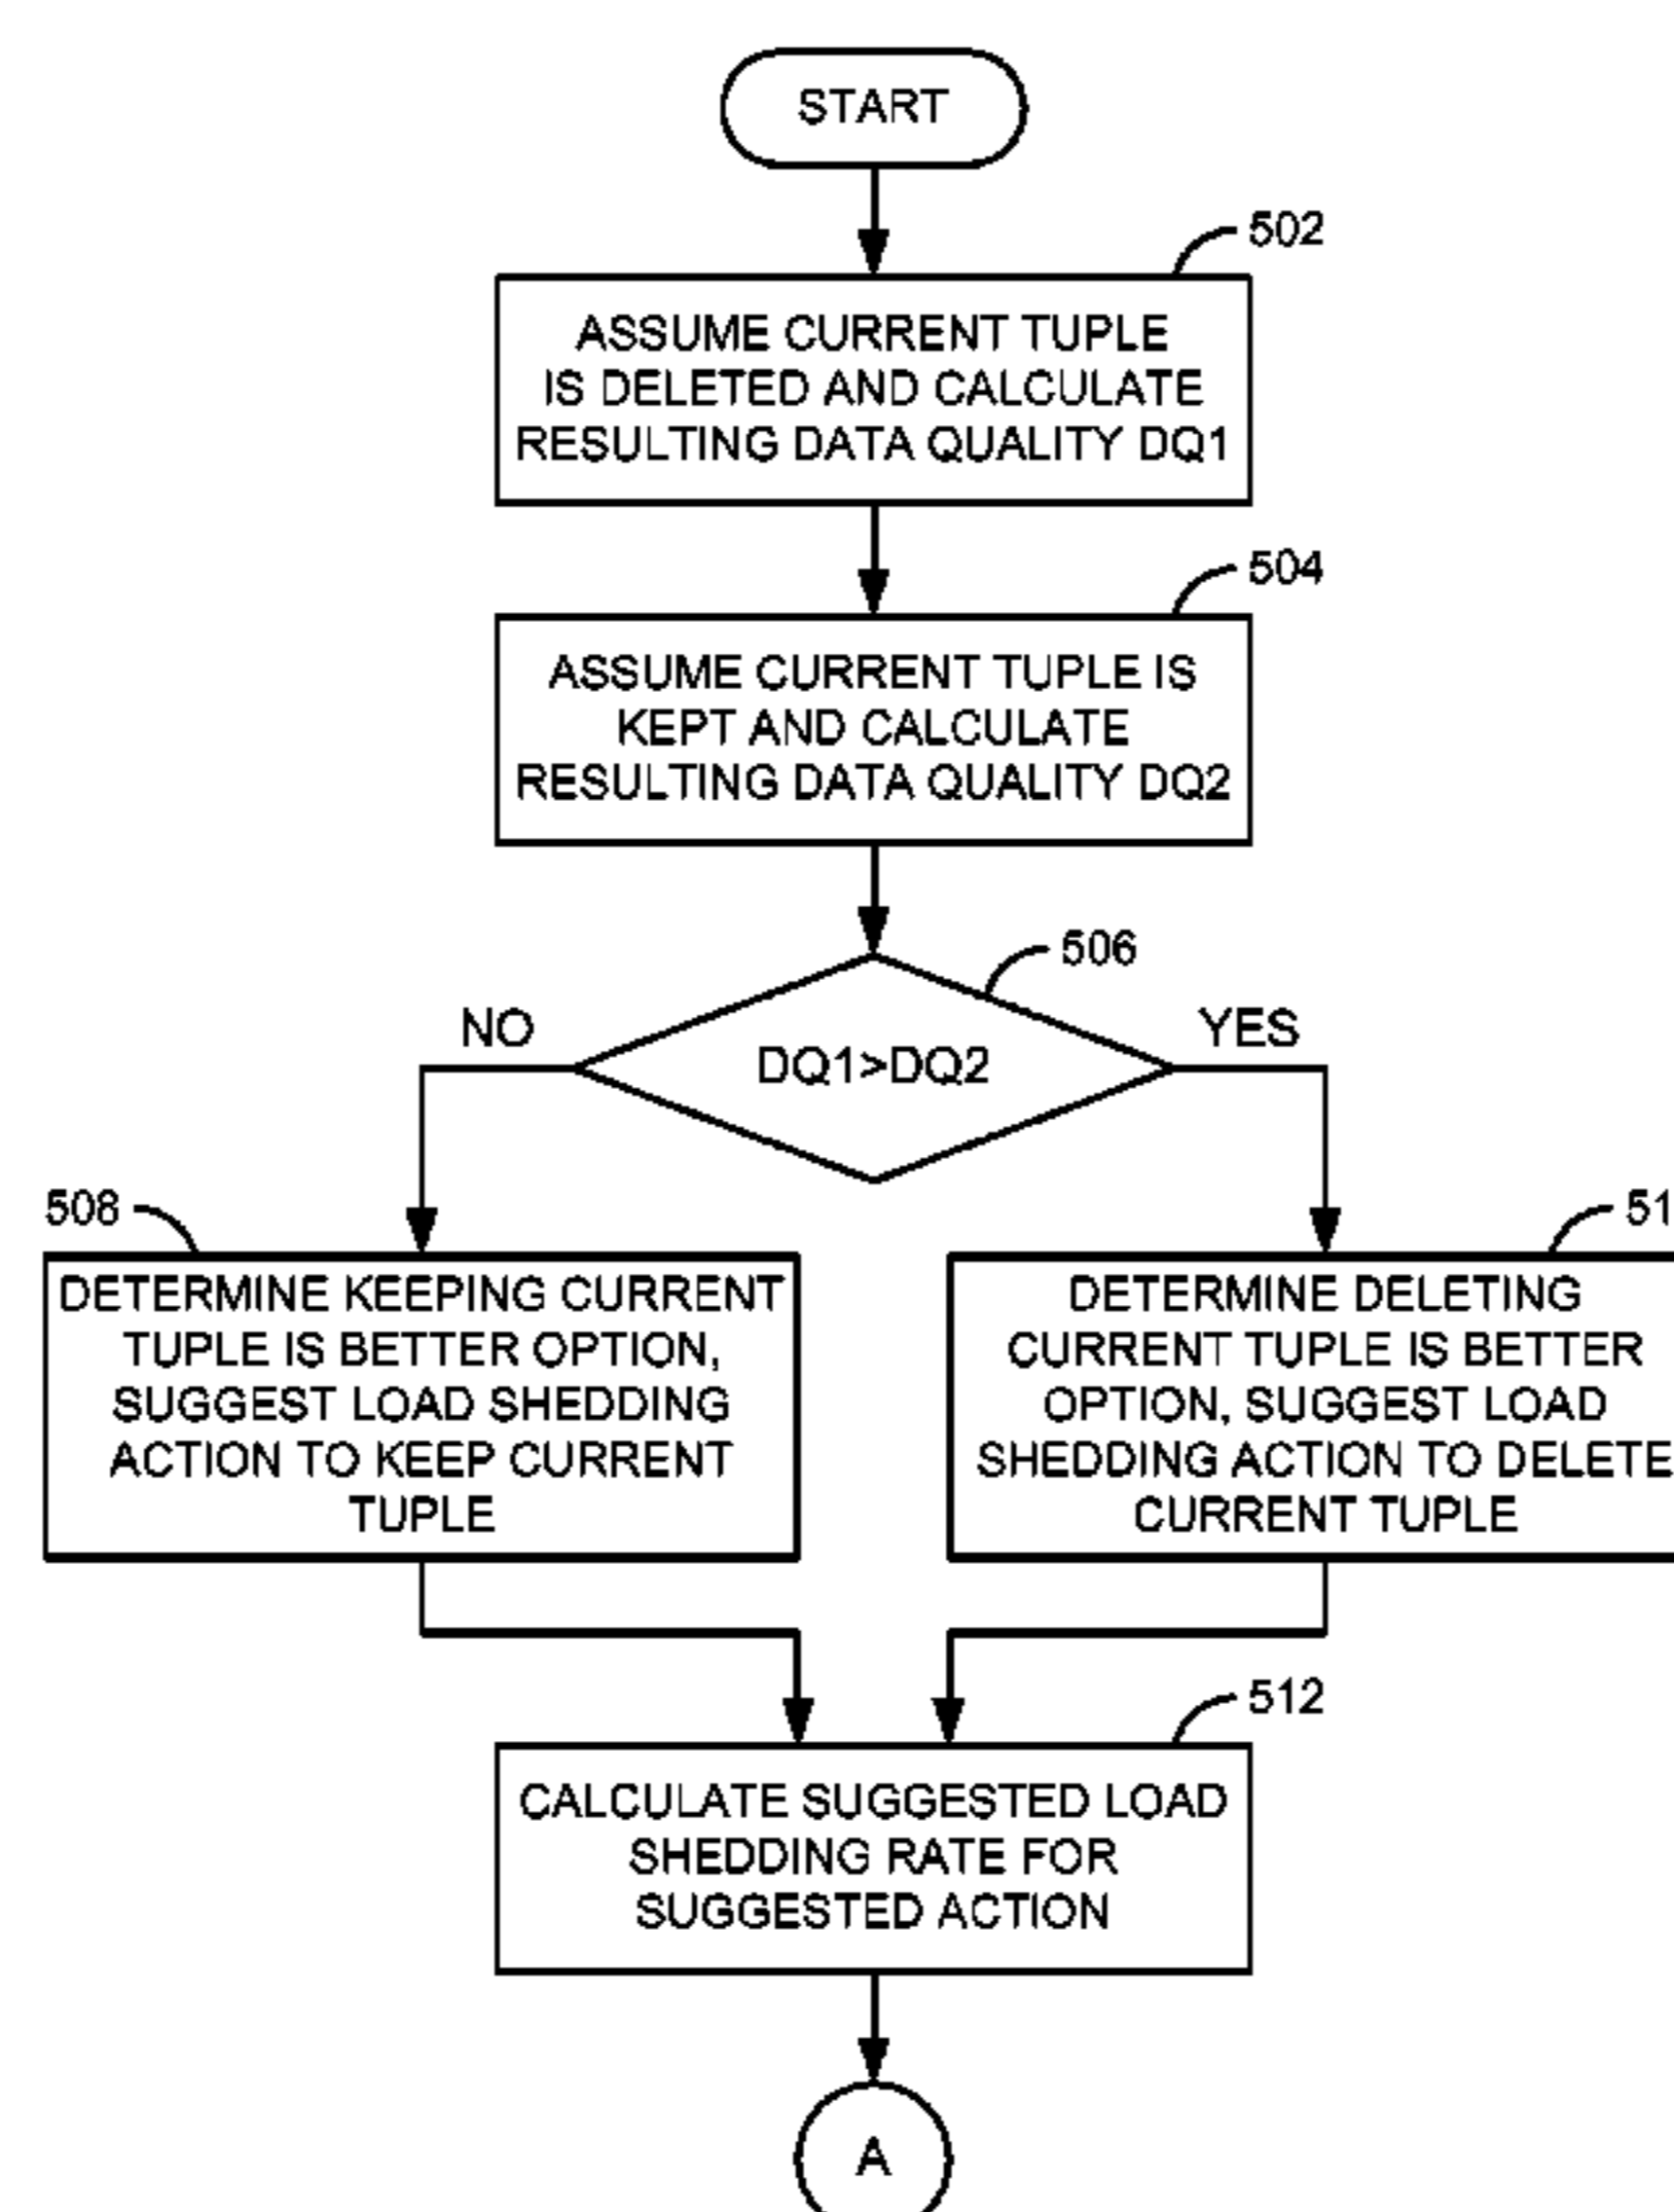 START
502
ASSUME CURRENT TUPLE
IS DELETED AND CALCULATE
RESULTING DATA QUALITY DQ1
504
ASSUME CURRENT TUPLE IS
KEPT AND CALCULATE
RESULTING DATA QUALITY DQ2
506
NO
DQ1>DQ2
YES
508
DETERMINE KEEPING CURRENT
TUPLE IS BETTER OPTION,
SUGGEST LOAD SHEDDING
ACTION TO KEEP CURRENT
TUPLE
51
DETERMINE DELETING
CURRENT TUPLE IS BETTER
OPTION, SUGGEST LOAD
SHEDDING ACTION TO DELETE
CURRENT TUPLE
512
CALCULATE SUGGESTED LOAD
SHEDDING RATE FOR
SUGGESTED ACTION
A